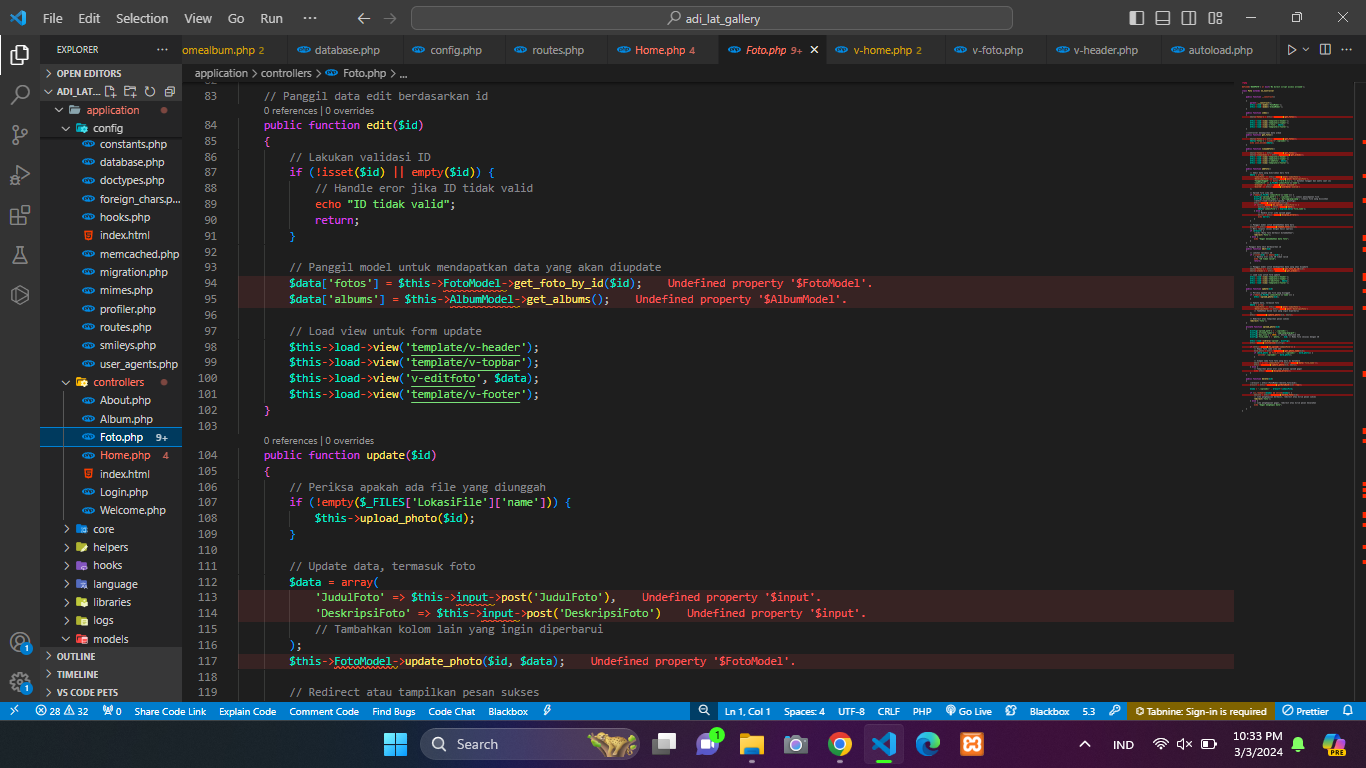 File Edit Selection View Go Run ··· adi_lat_gallery
EXPLORER ···
omealbum.php 2 database.php config.php routes.php Home.php 4 Foto.php 9+ v-home.php 2 v-foto.php v-header.php autoload.php ···
application > controllers > Foto.php > ...
OPEN EDITORS
ADI_LAT...
application
config
constants.php
database.php
doctypes.php
foreign_chars.p...
hooks.php
index.html
memcached.php
migration.php
mimes.php
profiler.php
routes.php
smileys.php
user_agents.php
controllers
About.php
Album.php
Foto.php 9+
Home.php 4
index.html
Login.php
Welcome.php
core
helpers
hooks
language
libraries
logs
models
OUTLINE
TIMELINE
VS CODE PETS
1
1
83 // Panggil data edit berdasarkan id
0 references | 0 overrides
84 public function edit($id)
85 {
86 // Lakukan validasi ID
87 if (!isset($id) || empty($id)) {
88 // Handle eror jika ID tidak valid
89 echo "ID tidak valid";
90 return;
91 }
92
93 // Panggil model untuk mendapatkan data yang akan diupdate
94 $data['fotos'] = $this->FotoModel->get_foto_by_id($id); Undefined property '$FotoModel'.
95 $data['albums'] = $this->AlbumModel->get_albums(); Undefined property '$AlbumModel'.
96
97 // Load view untuk form update
98 $this->load->view('template/v-header');
99 $this->load->view('template/v-topbar');
100 $this->load->view('v-editfoto', $data);
101 $this->load->view('template/v-footer');
102 }
103
0 references | 0 overrides
104 public function update($id)
105 {
106 // Periksa apakah ada file yang diunggah
107 if (!empty($_FILES['LokasiFile']['name'])) {
108 $this->upload_photo($id);
109 }
110
111 // Update data, termasuk foto
112 $data = array(
113 'JudulFoto' => $this->input->post('JudulFoto'), Undefined property '$input'.
114 'DeskripsiFoto' => $this->input->post('DeskripsiFoto') Undefined property '$input'.
115 // Tambahkan kolom lain yang ingin diperbarui
116 );
117 $this->FotoModel->update_photo($id, $data); Undefined property '$FotoModel'.
118
119 // Redirect atau tampilkan pesan sukses
28 32 0 Share Code Link Explain Code Comment Code Find Bugs Code Chat Blackbox Ln 1, Col 1 Spaces: 4 UTF-8 CRLF PHP Go Live Blackbox 5.3 Tabnine: Sign-in is required Prettier
Search 1 IND 10:33 PM
3/3/2024 PRE